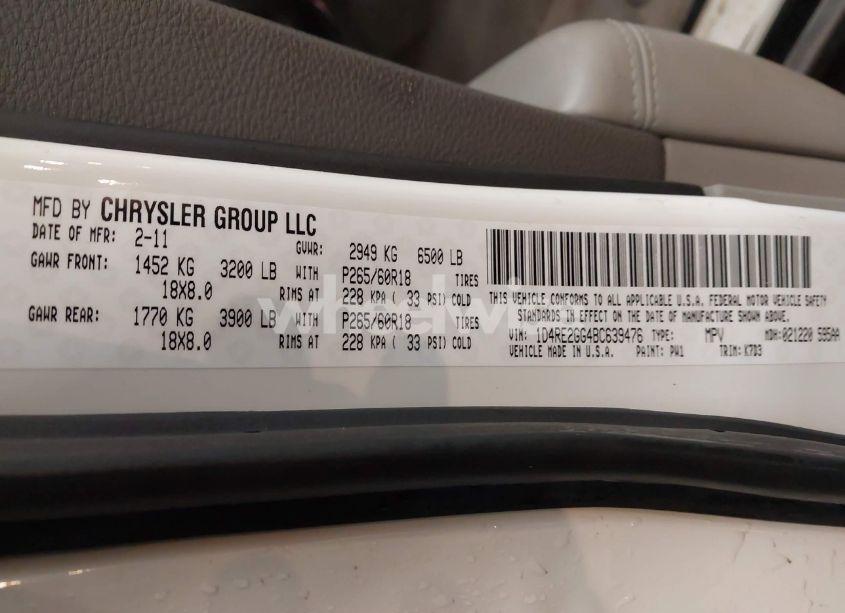 MFD BY CHRYSLER GROUP LLC
DATE OF MFR: 2-11 GVWR: 2949 KG 6500 LB
GAWR FRONT: 1452 KG 3200 LB WITH P265/60R18 TIRES
18X8.0 RIMS AT 228 KPA ( 33 PSI) COLD
GAWR REAR: 1770 KG 3900 LB WITH P265/60R18 TIRES
18X8.0 RIMS AT 228 KPA ( 33 PSI) COLD
THIS VEHICLE CONFORMS TO ALL APPLICABLE U.S.A. FEDERAL MOTOR VEHICLE SAFETY
STANDARDS IN EFFECT ON THE DATE OF MANUFACTURE SHOWN ABOVE.
VIN: 1D4RE2GG4BC639476 TYPE: MPV MDH: 021220 595AA
VEHICLE MADE IN U.S.A. PAINT: PW1 TRIM: K7D3